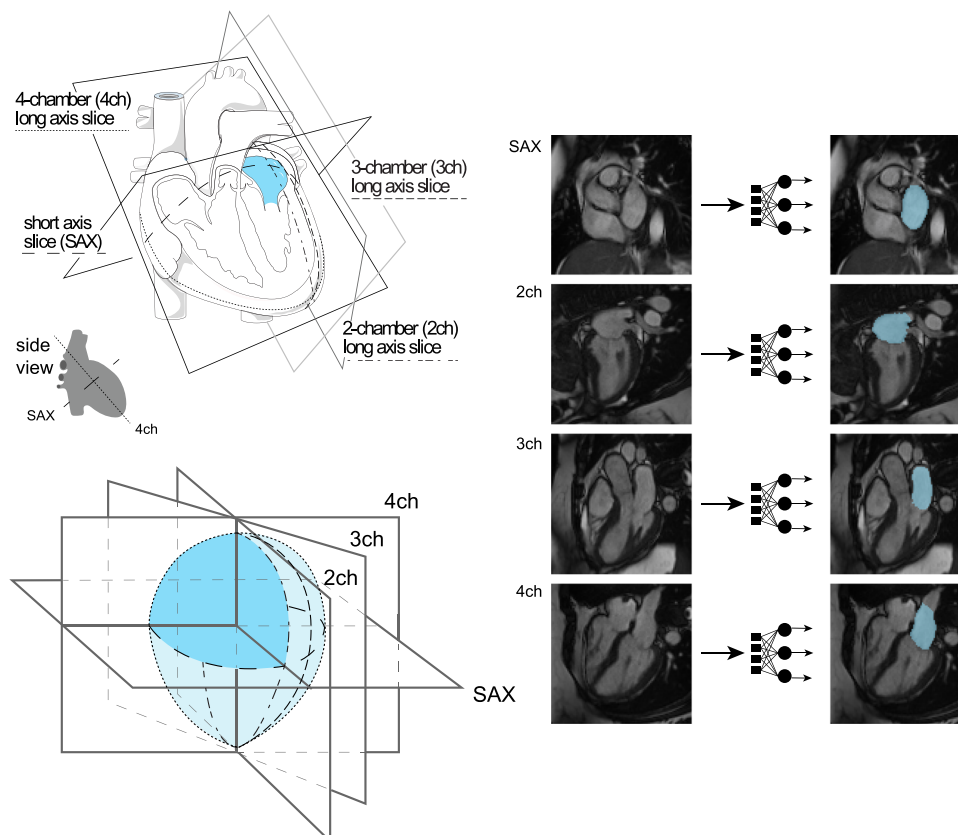 4-chamber (4ch)
long axis slice
3-chamber (3ch)
long axis slice
short axis
slice (SAX)
2-chamber (2ch)
long axis slice
side
view
SAX
4ch
4ch
3ch
2ch
SAX
SAX
2ch
3ch
4ch